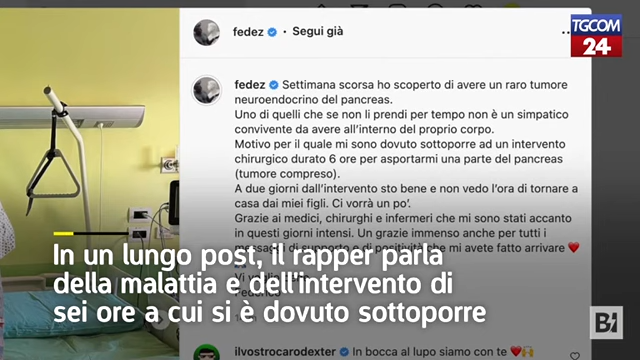 fedez • Segui già
TGCOM
24
fedez Settimana scorsa ho scoperto di avere un raro tumore
neuroendocrino del pancreas.
Uno di quelli che se non li prendi per tempo non è un simpatico
convivente da avere all'interno del proprio corpo.
Motivo per il quale mi sono dovuto sottoporre ad un intervento
chirurgico durato 6 ore per asportarmi una parte del pancreas
(tumore compreso).
A due giorni dall'intervento sto bene e non vedo l'ora di tornare a
casa dai miei figli. Ci vorrà un po'.
Grazie ai medici, chirurghi e infermieri che mi sono stati accanto
in questi giorni intensi. Un grazie immenso anche per tutti i
di supporto e di positività che mi avete fatto arrivare ❤
Vi
In un lungo post, il rapper parla
della malattia e dell'intervento di
sei ore a cui si è dovuto sottoporre
ilvostrocarodexter In bocca al lupo siamo con te ❤